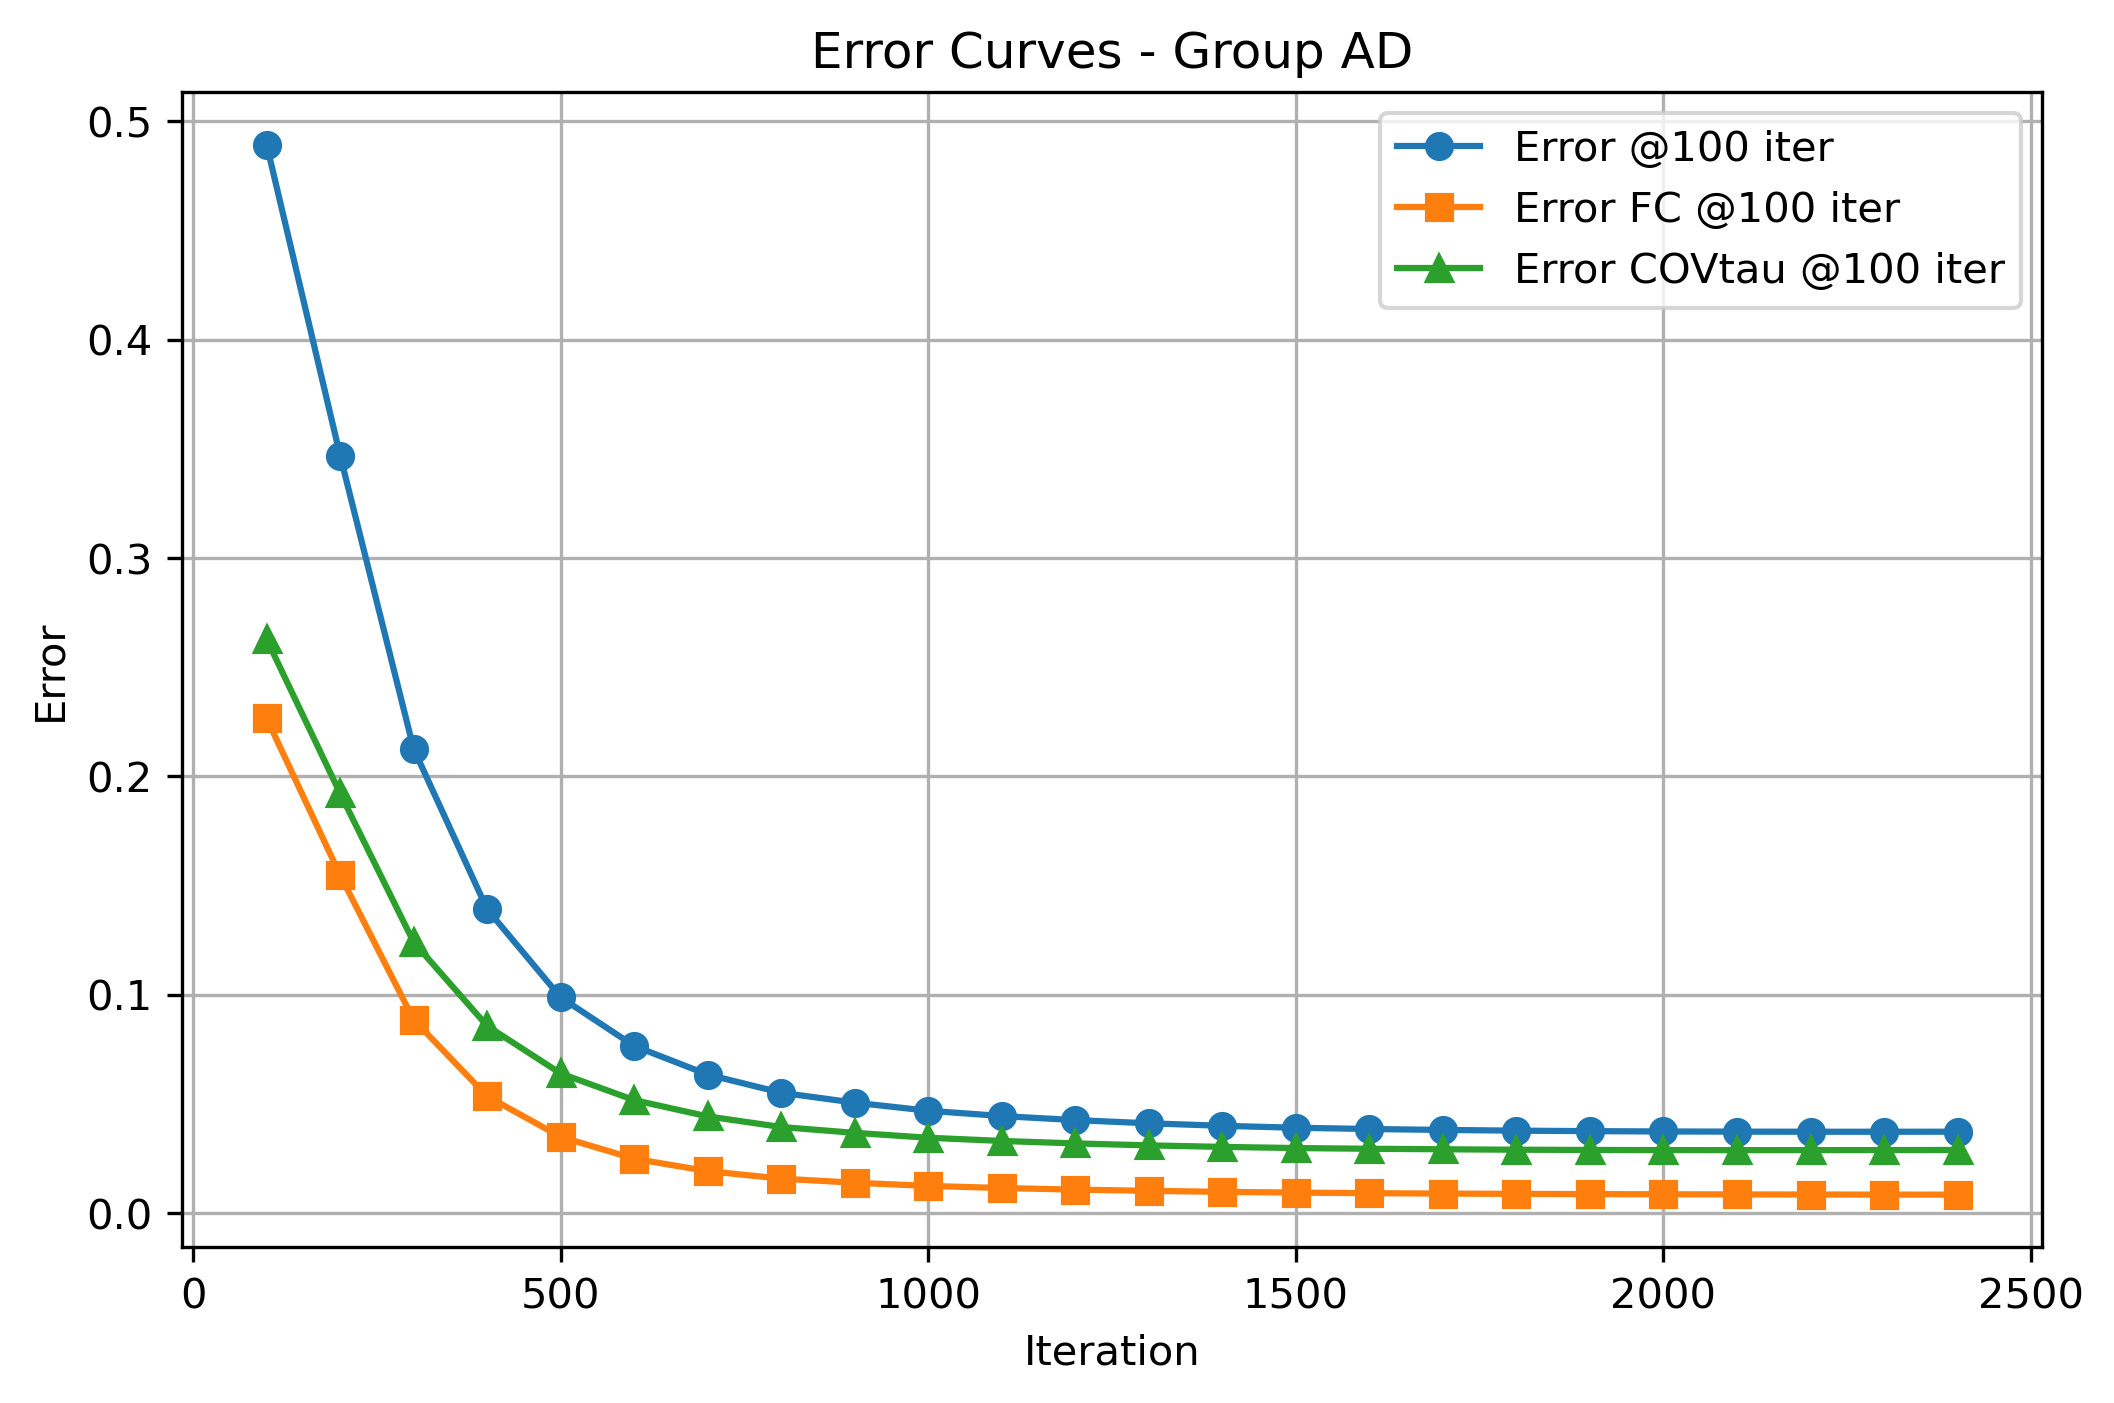 Error Curves - Group AD
Error @100 iter
Error FC @100 iter
Error COVtau @100 iter
Error
0.5
0.4
0.3
0.2
0.1
0.0
0 500 1000 1500 2000 2500
Iteration